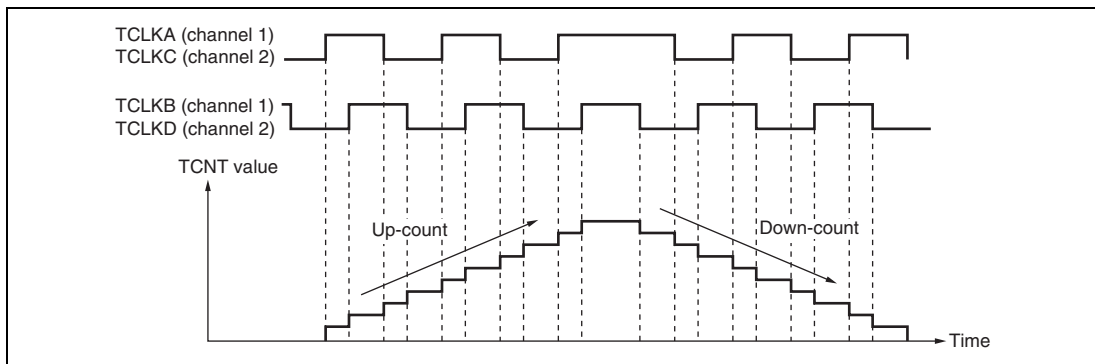 TCLKA (channel 1)
TCLKC (channel 2)
TCLKB (channel 1)
TCLKD (channel 2)
TCNT value
Up-count
Down-count
Time